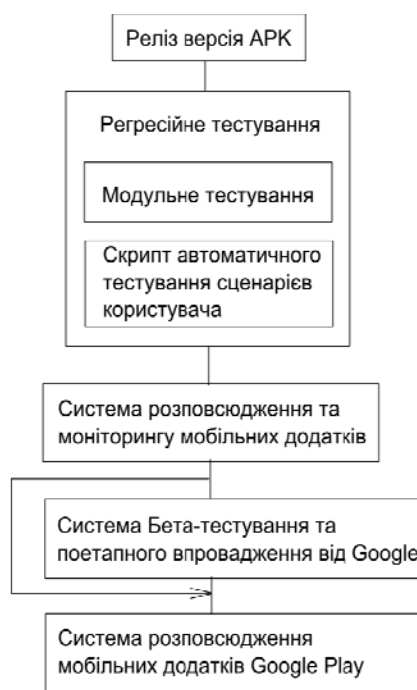 Реліз версія APK
Регресійне тестування
Модульне тестування
Скрипт автоматичного
тестування сценаріїв
користувача
Система розповсюдження та
моніторингу мобільних додатків
Система Бета-тестування та
поетапного впровадження від Google
Система розповсюдження
мобільних додатків Google Play